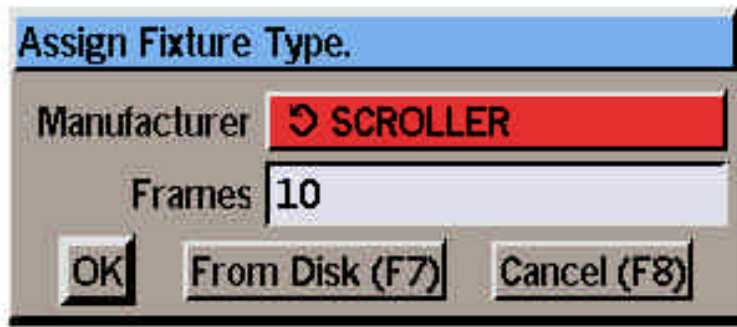 Assign Fixture Type.
Manufacturer SCROLLER
Frames 10
OK From Disk (F7) Cancel (F8)